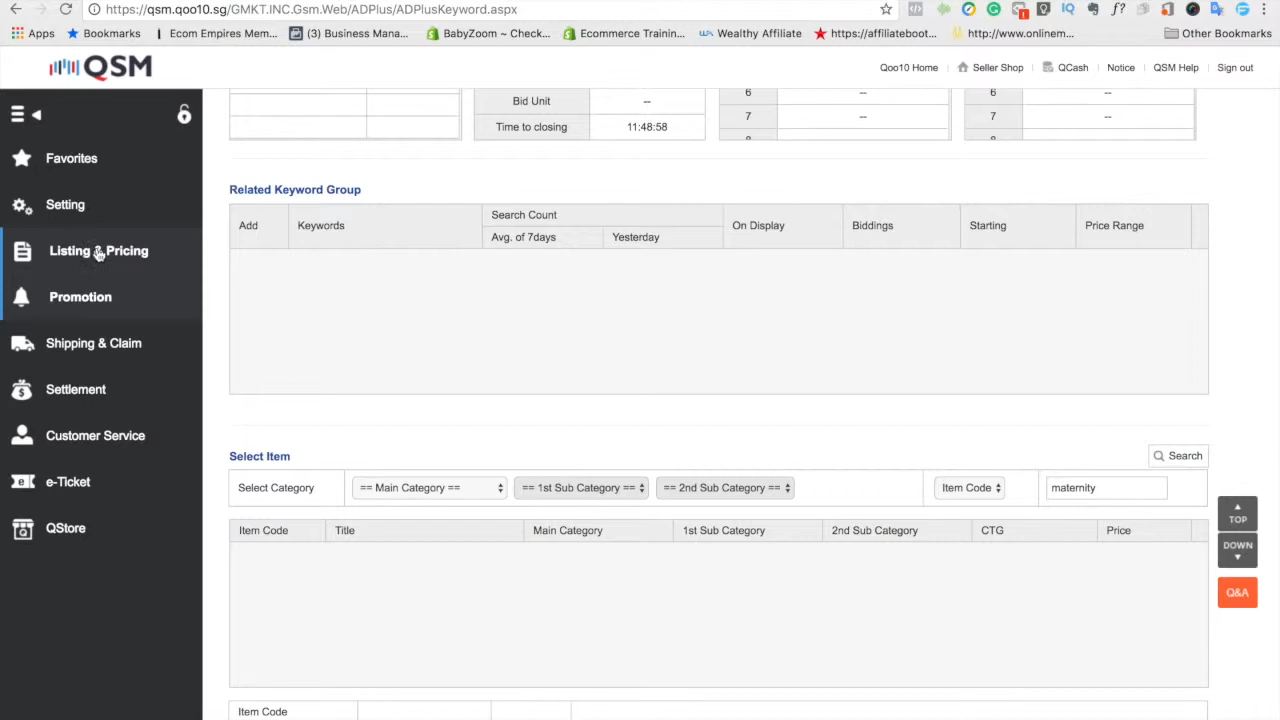 https://qsm.qoo10.sg/GMKT.INC.Gsm.Web/ADPlus/ADPlusKeyword.aspx
Apps Bookmarks Ecom Empires Mem... (3) Business Mana... BabyZoom ~ Check... Ecommerce Trainin... Wealthy Affiliate https://affiliateboot... http://www.onlinem... Other Bookmarks
QSM
Qoo10 Home Seller Shop QCash Notice QSM Help Sign out
Favorites
Setting
Listing & Pricing
Promotion
Shipping & Claim
Settlement
Customer Service
e-Ticket
QStore
6 -- 6 --
Bid Unit --
7 -- 7 --
Time to closing 11:48:58
Related Keyword Group
Add Keywords Search Count On Display Biddings Starting Price Range
Avg. of 7days Yesterday
Select Item Search
Select Category == Main Category == == 1st Sub Category == == 2nd Sub Category == Item Code maternity
Item Code Title Main Category 1st Sub Category 2nd Sub Category CTG Price
TOP
DOWN
Q&A
Item Code